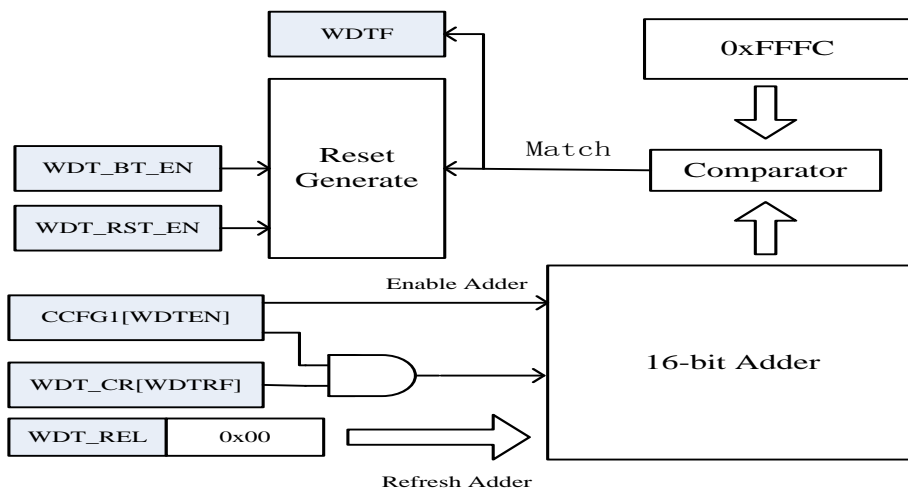 WDTF
0xFFFC
WDT_BT_EN
Reset
Generate
Match
Comparator
WDT_RST_EN
Enable Adder
CCFG1[WDTEN]
16-bit Adder
WDT_CR[WDTRF]
WDT_REL
0x00
Refresh Adder